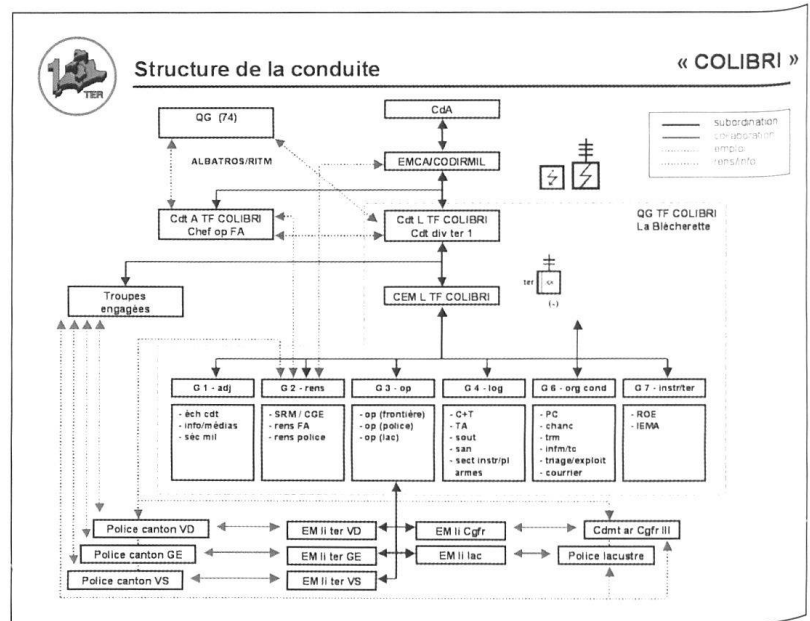 1
TER
Structure de la conduite
« COLIBRI »
subordination
collaboration
emploi
rens/info
QG (74)
CdA
ALBATROS/RITM
EMCA/CODIRMIL
Cdt A TF COLIBRI
Chef op FA
Cdt L TF COLIBRI
Cdt div ter 1
QG TF COLIBRI
La Blècherette
ter
(-)
Troupes
engagées
CEM L TF COLIBRI
G 1 - adj
- éch cdt
- info/médias
- séc mil
G 2 - rens
- SRM / CGE
- rens FA
- rens police
G 3 - op
- op (frontière)
- op (police)
- op (lac)
G 4 - log
- C+T
- TA
- sout
- san
- sect instr/pl
armes
G 6 - org cond
- PC
- chanc
- trm
- infm/tc
- triage/exploit
- courrier
G 7 - instr/ter
- ROE
- IEMA
Police canton VD
EM li ter VD
EM li Cgfr
Cdmt ar Cgfr III
Police canton GE
EM li ter GE
EM li lac
Police lacustre
Police canton VS
EM li ter VS